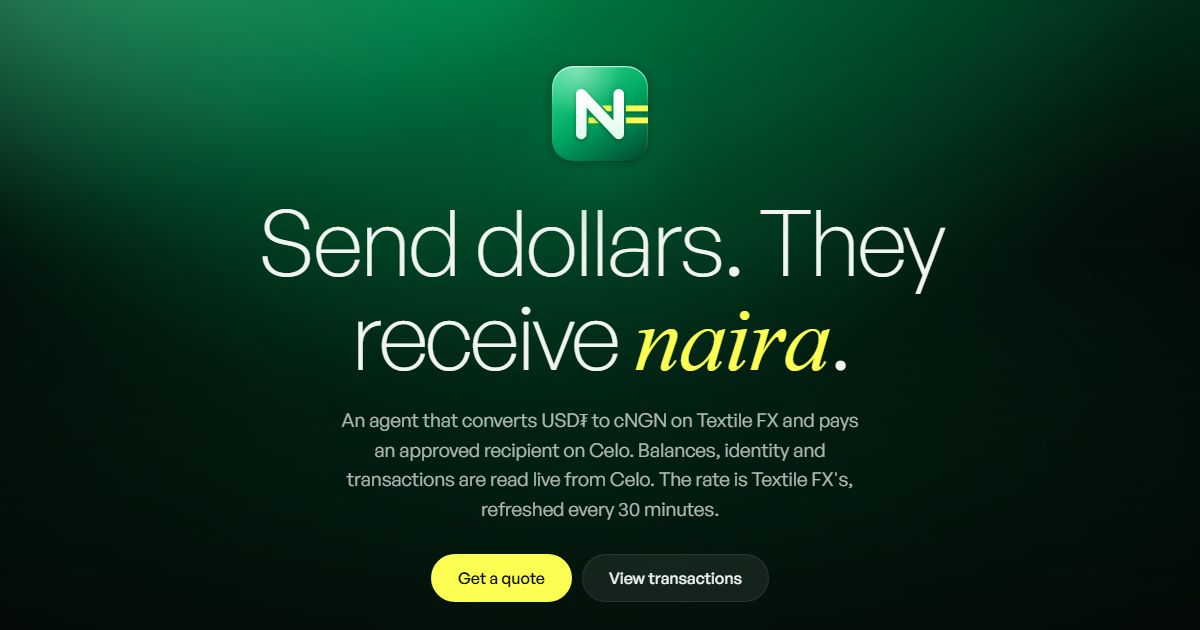 N
Send dollars. They
receive naira.
An agent that converts USD₮ to cNGN on Textile FX and pays
an approved recipient on Celo. Balances, identity and
transactions are read live from Celo. The rate is Textile FX's,
refreshed every 30 minutes.
Get a quote
View transactions